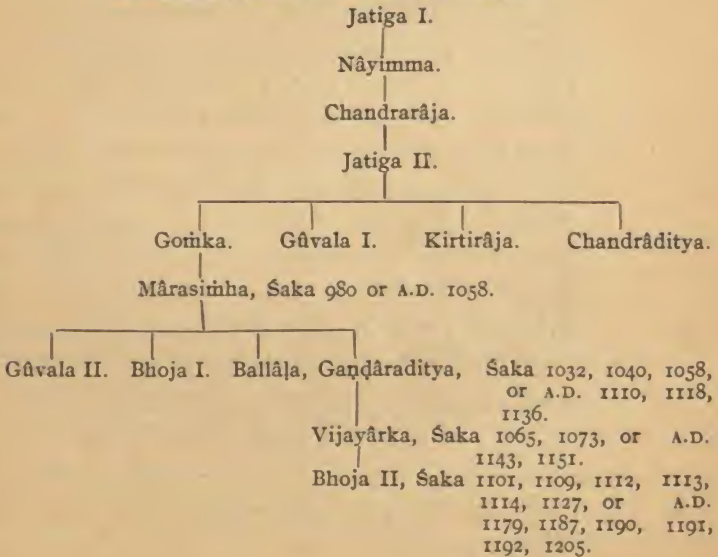 Jatiga I.
Nâyimma.
Chandrarâja.
Jatiga II.
Goṁka. Gûvala I. Kirtirâja. Chandrâditya.
Mârasiṁha, Śaka 980 or A.D. 1058.
Gûvala II. Bhoja I. Ballâḷa, Gaṇḍâraditya, Śaka 1032, 1040, 1058,
or A.D. 1110, 1118,
1136.
Vijayârka, Śaka 1065, 1073, or A.D.
1143, 1151.
Bhoja II, Śaka 1101, 1109, 1112, 1113,
1114, 1127, or A.D.
1179, 1187, 1190, 1191,
1192, 1205.